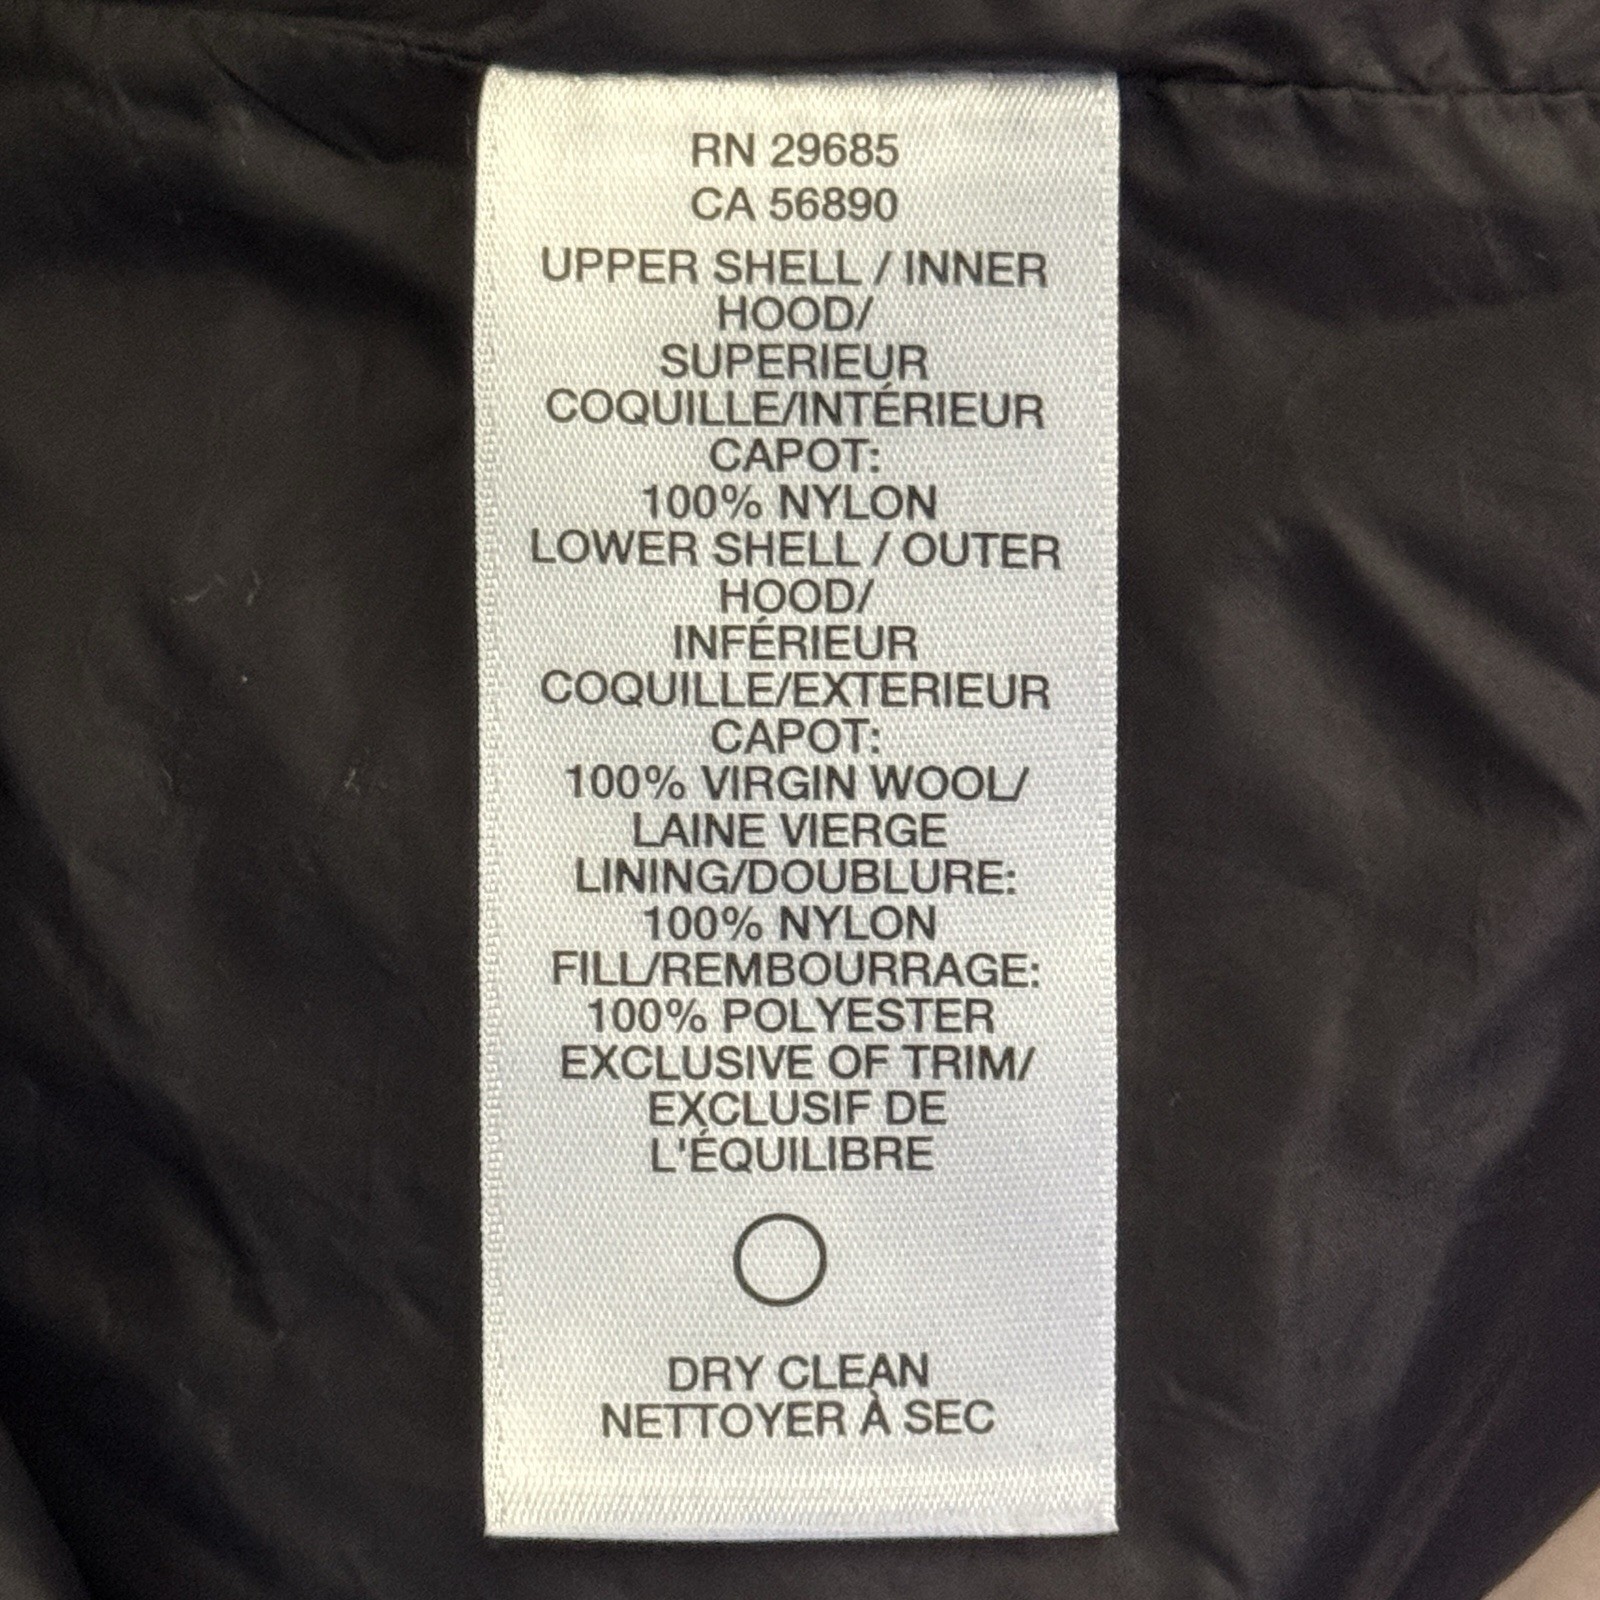 RN 29685
CA 56890
UPPER SHELL / INNER
HOOD/
SUPERIEUR
COQUILLE/INTÉRIEUR
CAPOT:
100% NYLON
LOWER SHELL / OUTER
HOOD/
INFÉRIEUR
COQUILLE/EXTERIEUR
CAPOT:
100% VIRGIN WOOL/
LAINE VIERGE
LINING/DOUBLURE:
100% NYLON
FILL/REMBOURRAGE:
100% POLYESTER
EXCLUSIVE OF TRIM/
EXCLUSIF DE
L'ÉQUILIBRE
DRY CLEAN
NETTOYER À SEC